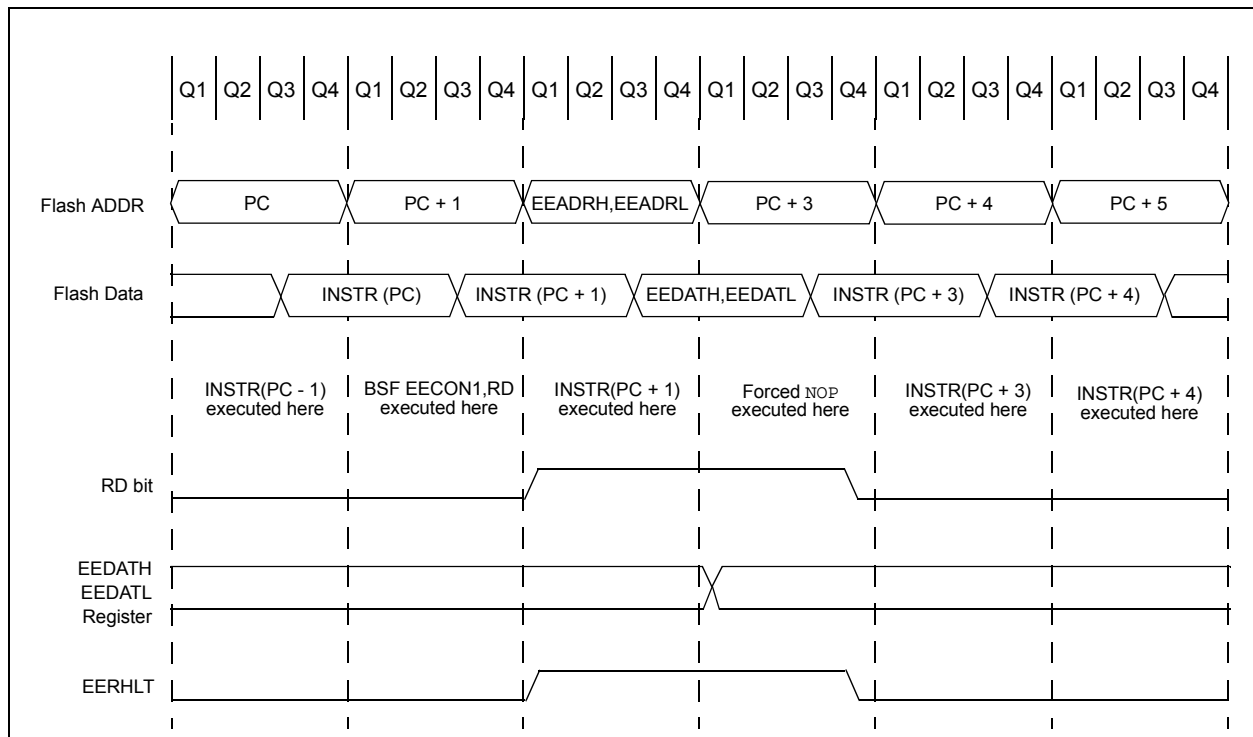 Q1 Q2 Q3 Q4 Q1 Q2 Q3 Q4 Q1 Q2 Q3 Q4 Q1 Q2 Q3 Q4 Q1 Q2 Q3 Q4 Q1 Q2 Q3 Q4
Flash ADDR PC PC + 1 EEADRH,EEADRL PC + 3 PC + 4 PC + 5
Flash Data INSTR (PC) INSTR (PC + 1) EEDATH,EEDATL INSTR (PC + 3) INSTR (PC + 4)
INSTR(PC - 1) BSF EECON1,RD INSTR(PC + 1) Forced NOP INSTR(PC + 3) INSTR(PC + 4)
executed here executed here executed here executed here executed here executed here
RD bit
EEDATH
EEDATL
Register
EERHLT